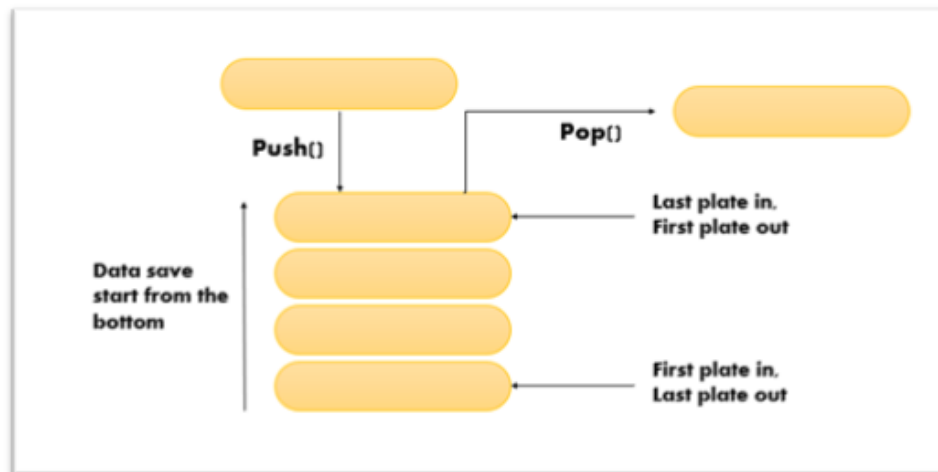 Push()
Pop()
Last plate in,
First plate out
Data save
start from the
bottom
First plate in,
Last plate out